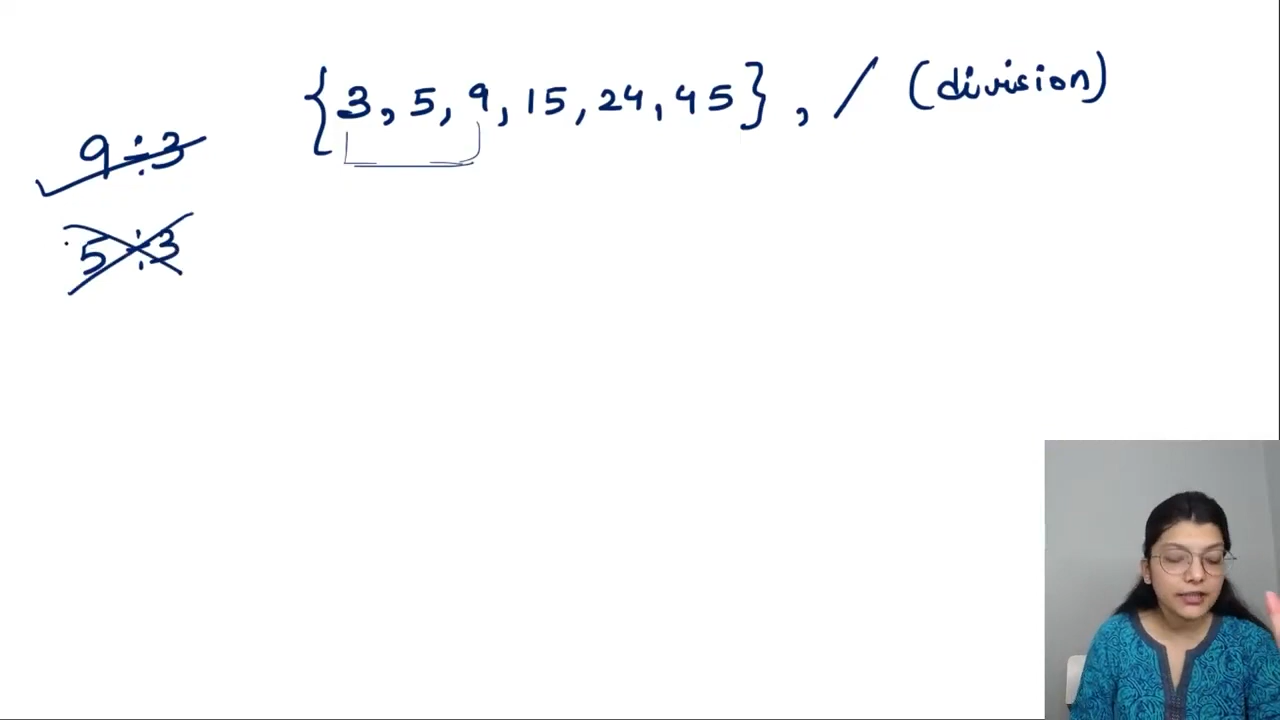 {3, 5, 9, 15, 24, 45}, / (division)
9÷3
5÷3